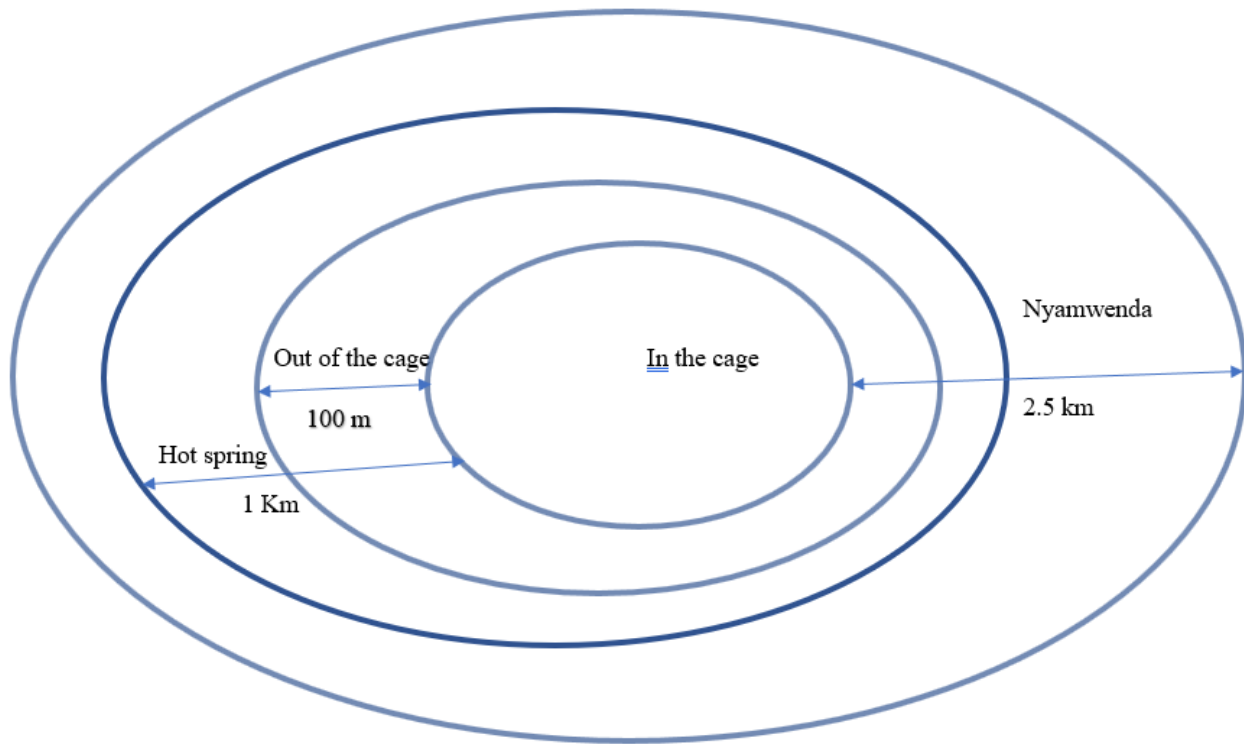 Nyamwenda
Out of the cage
In the cage
2.5 km
100 m
Hot spring
1 Km